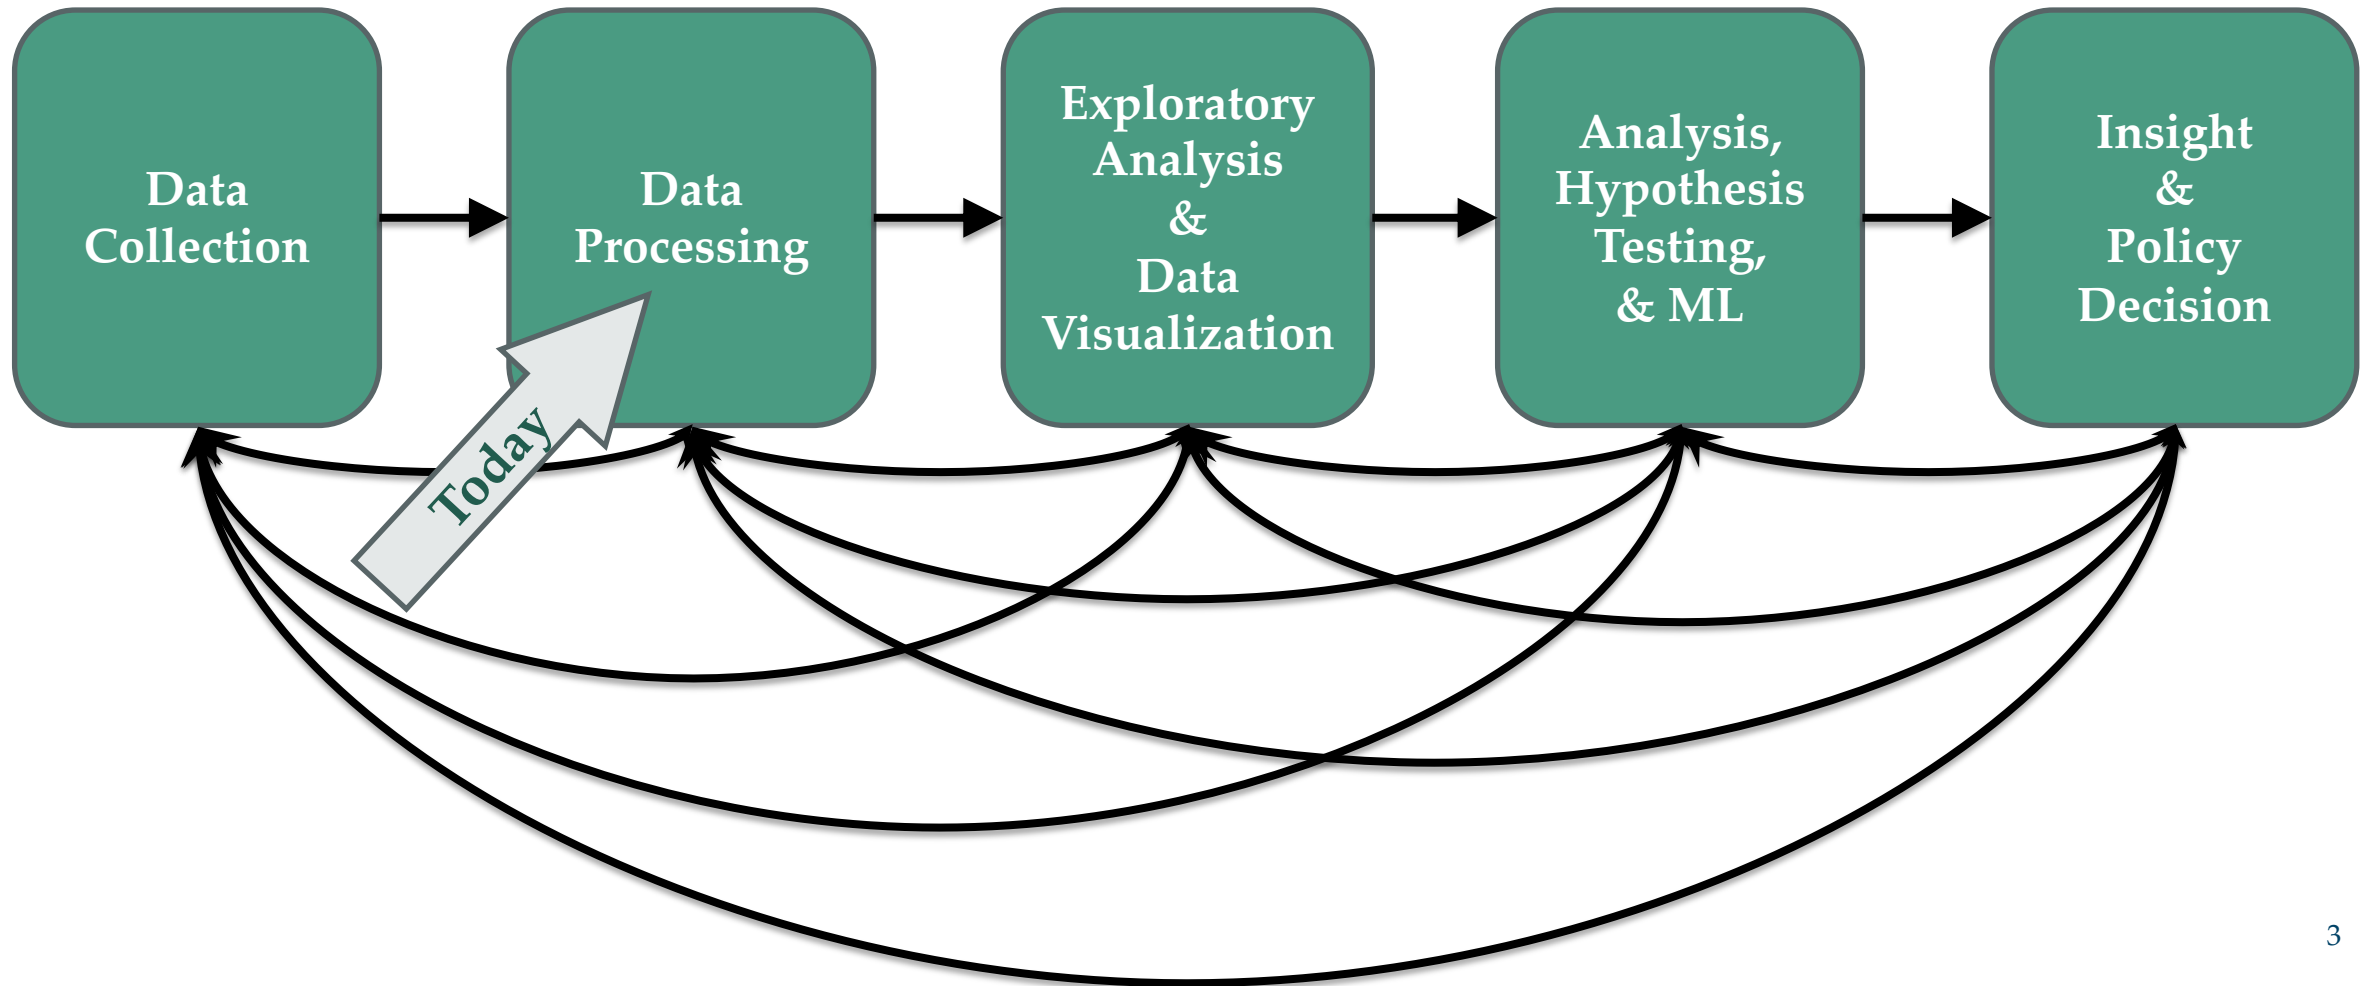 Data
Collection
Data
Processing
Exploratory
Analysis
&
Data
Visualization
Analysis,
Hypothesis
Testing,
& ML
Insight
&
Policy
Decision
Today
3